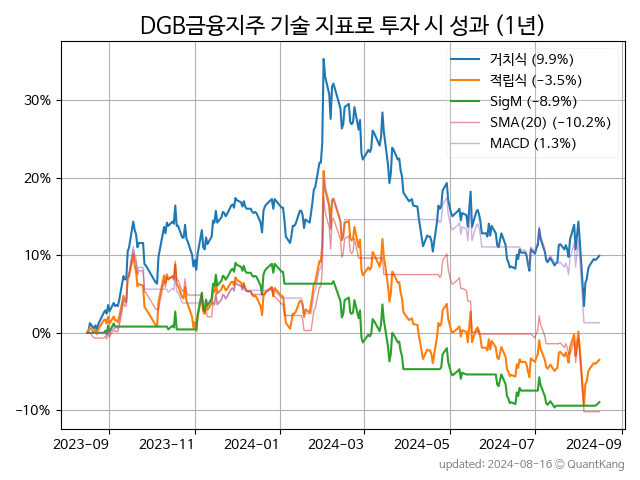 DGB금융지주 기술 지표로 투자 시 성과 (1년)
거치식 (9.9%)
적립식 (−3.5%)
SigM (−8.9%)
SMA(20) (−10.2%)
MACD (1.3%)
30%
20%
10%
0%
−10%
2023-09 2023-11 2024-01 2024-03 2024-05 2024-07 2024-09
updated: 2024-08-16 © QuantKang